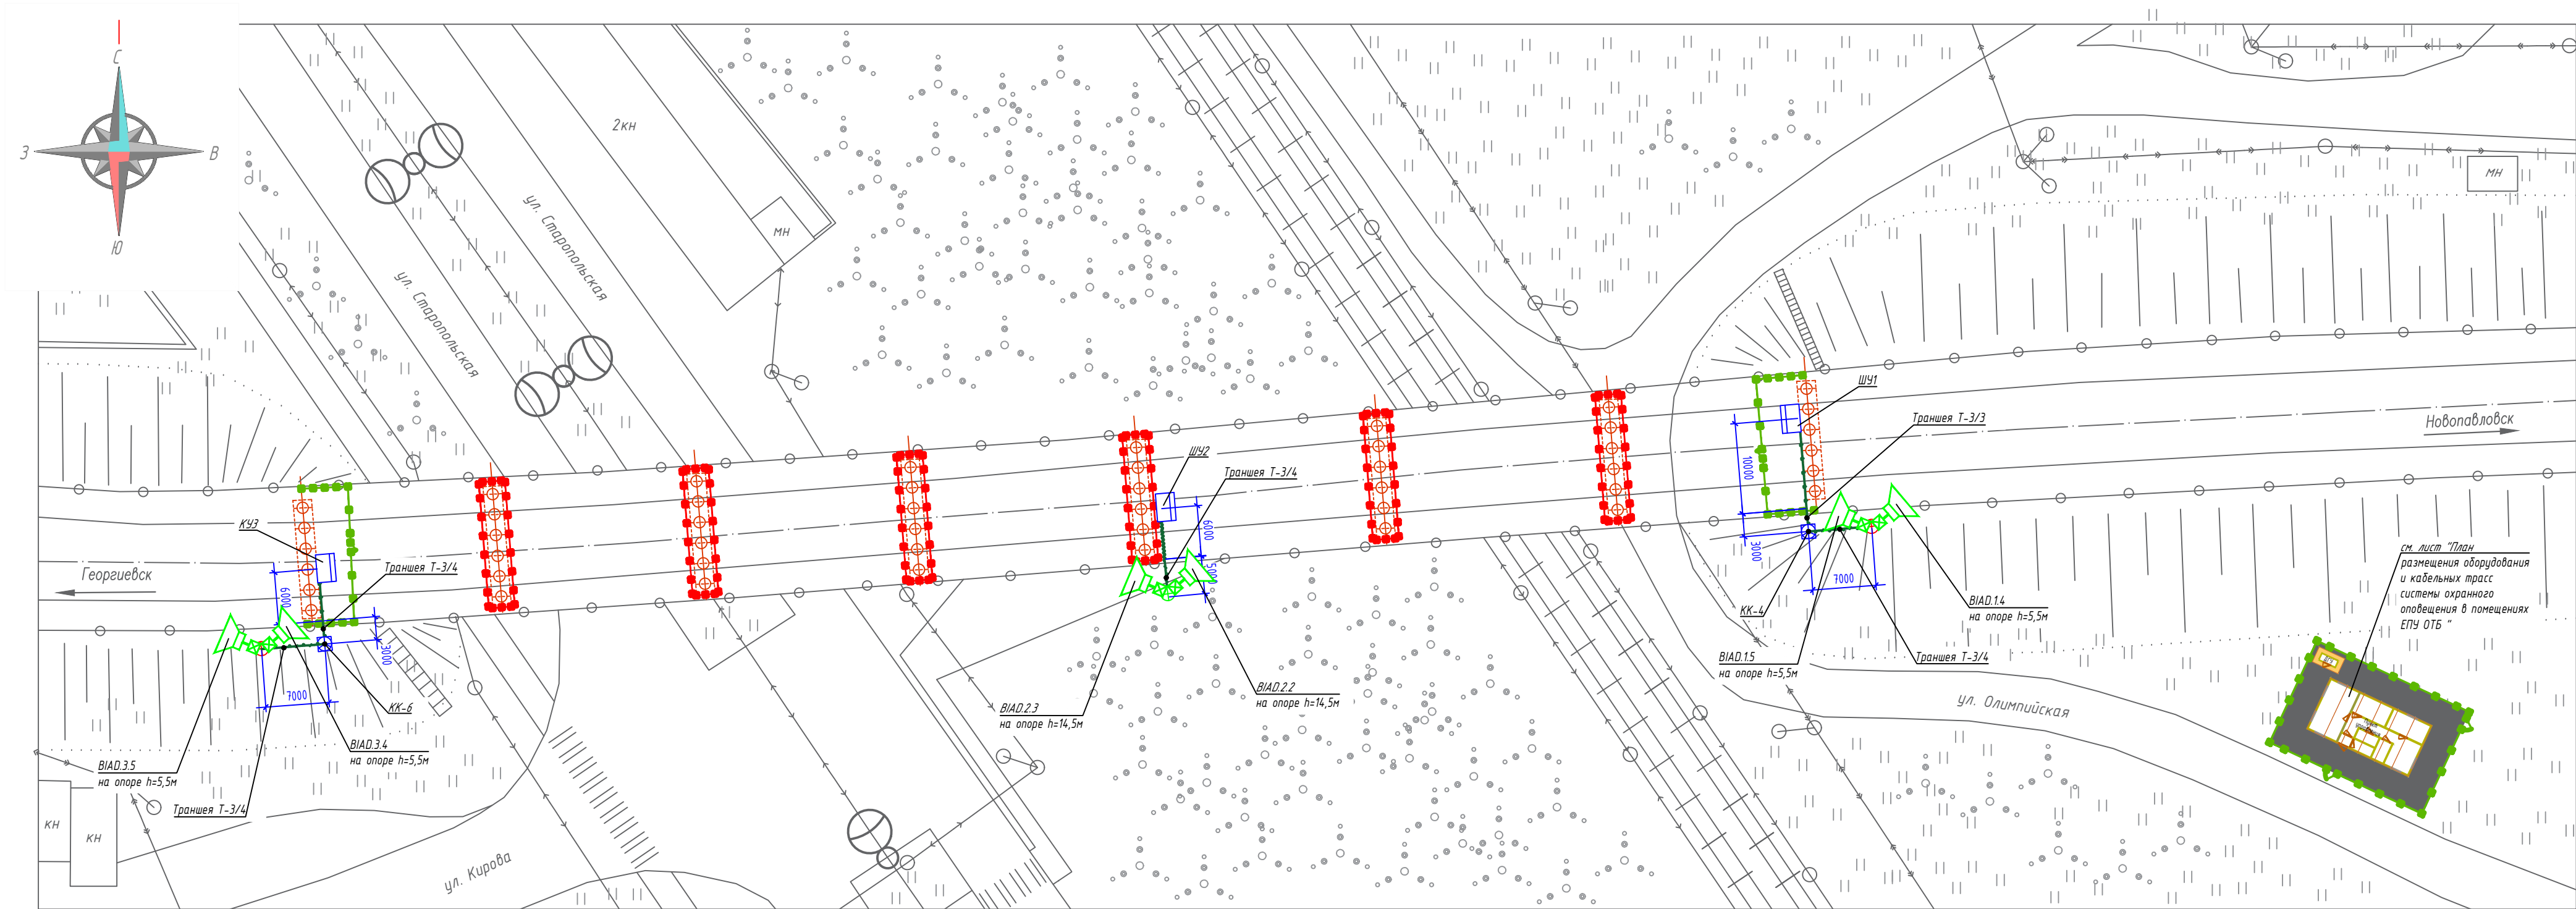 С
З
В
Ю
2кн
мн
мн
ул. Старопольская
ул. Старопольская
ШУ1
Траншея Т-3/3
Новопавловск
ШУ2
Траншея Т-3/4
6000
5000
10000
3000
7000
КК-4
BIAD.1.5
на опоре h=5,5м
BIAD.1.4
на опоре h=5,5м
Траншея Т-3/4
см. лист "План
размещения оборудования
и кабельных трасс
системы охранного
оповещения в помещениях
ЕПУ ОТБ "
КУ3
Траншея Т-3/4
Георгиевск
6000
3000
7000
КК-6
BIAD.3.4
на опоре h=5,5м
BIAD.3.5
на опоре h=5,5м
Траншея Т-3/4
BIAD.2.3
на опоре h=14,5м
BIAD.2.2
на опоре h=14,5м
ул. Олимпийская
кн
кн
ул. Кирова